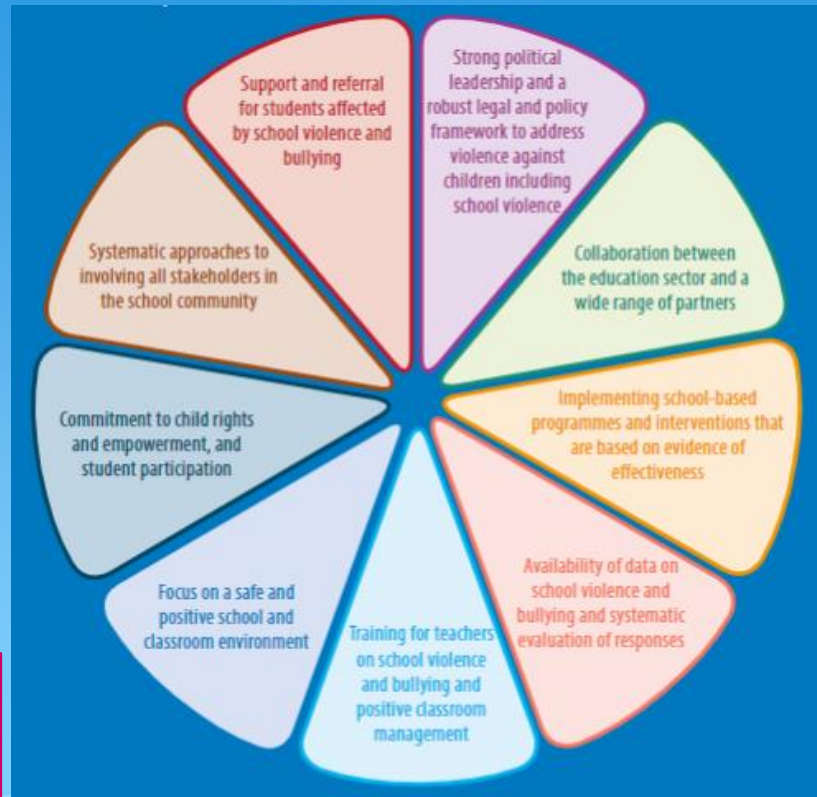 Strong political
leadership and a
robust legal and policy
framework to address
violence against
children including
school violence
Collaboration between
the education sector and a
wide range of partners
Implementing school-based
programmes and interventions that
are based on evidence of
effectiveness
Availability of data on
school violence and
bullying and systematic
evaluation of responses
Training for teachers
on school violence
and bullying and
positive classroom
management
Focus on a safe and
positive school and
classroom environment
Commitment to child rights
and empowerment, and
student participation
Systematic approaches to
involving all stakeholders in
the school community
Support and referral
for students affected
by school violence and
bullying